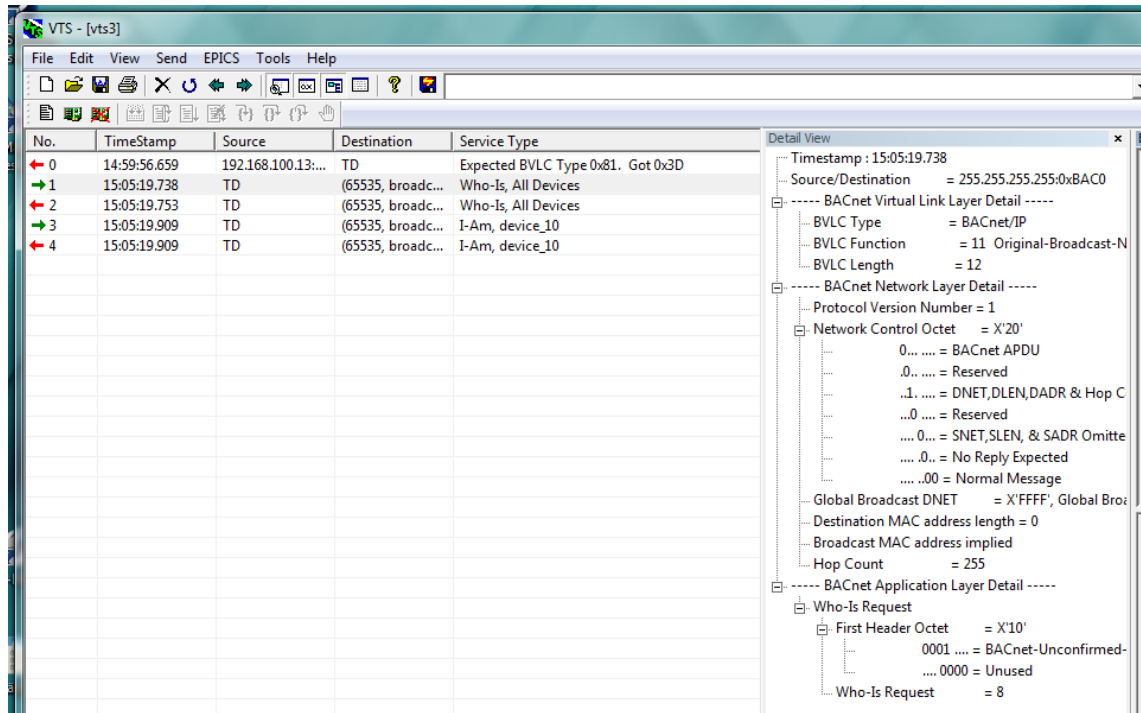 VTS - [vts3]
File Edit View Send EPICS Tools Help
No. TimeStamp Source Destination Service Type
0 14:59:56.659 192.168.100.13:... TD Expected BVLC Type 0x81. Got 0x3D
1 15:05:19.738 TD (65535, broadc... Who-Is, All Devices
2 15:05:19.753 TD (65535, broadc... Who-Is, All Devices
3 15:05:19.909 TD (65535, broadc... I-Am, device_10
4 15:05:19.909 TD (65535, broadc... I-Am, device_10
Detail View
Timestamp : 15:05:19.738
Source/Destination = 255.255.255.255:0xBAC0
----- BACnet Virtual Link Layer Detail -----
BVLC Type = BACnet/IP
BVLC Function = 11 Original-Broadcast-N
BVLC Length = 12
----- BACnet Network Layer Detail -----
Protocol Version Number = 1
Network Control Octet = X'20'
0... .... = BACnet APDU
.0.. .... = Reserved
..1. .... = DNET,DLEN,DADR & Hop C
...0 .... = Reserved
.... 0... = SNET,SLEN, & SADR Omitte
.... .0.. = No Reply Expected
.... ..00 = Normal Message
Global Broadcast DNET = X'FFFF', Global Broa
Destination MAC address length = 0
Broadcast MAC address implied
Hop Count = 255
----- BACnet Application Layer Detail -----
Who-Is Request
First Header Octet = X'10'
0001 .... = BACnet-Unconfirmed-
.... 0000 = Unused
Who-Is Request = 8